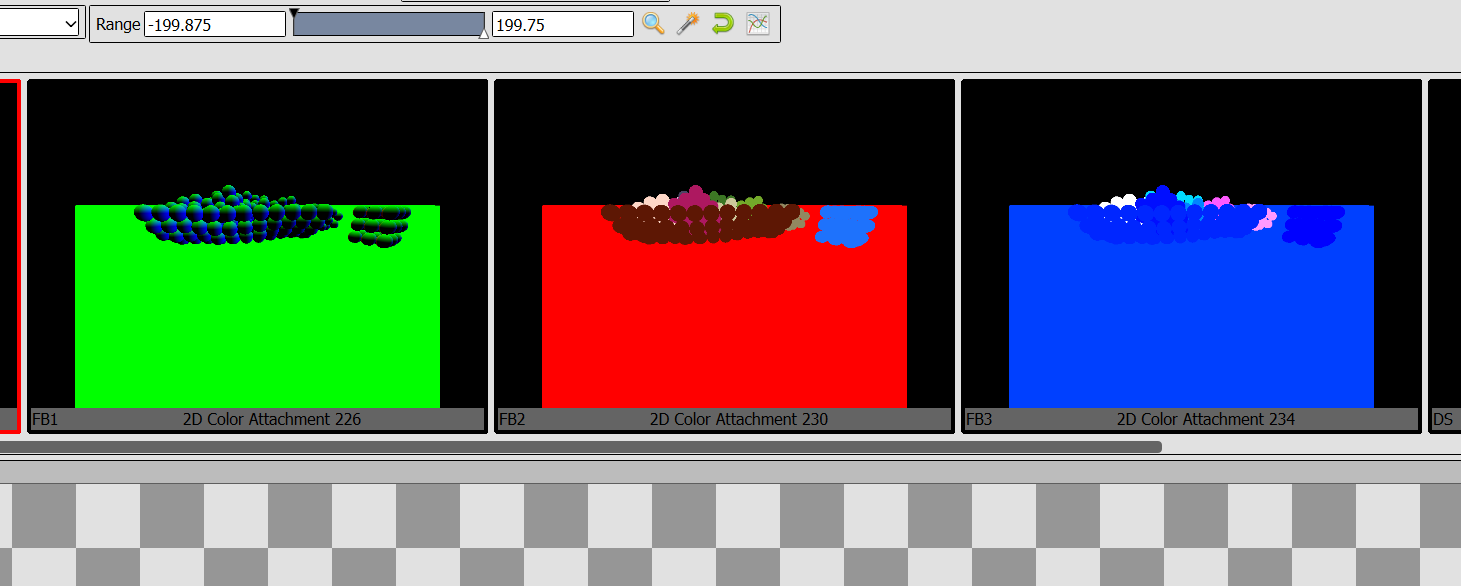 Range -199.875 199.75
FB1 2D Color Attachment 226
FB2 2D Color Attachment 230
FB3 2D Color Attachment 234
DS